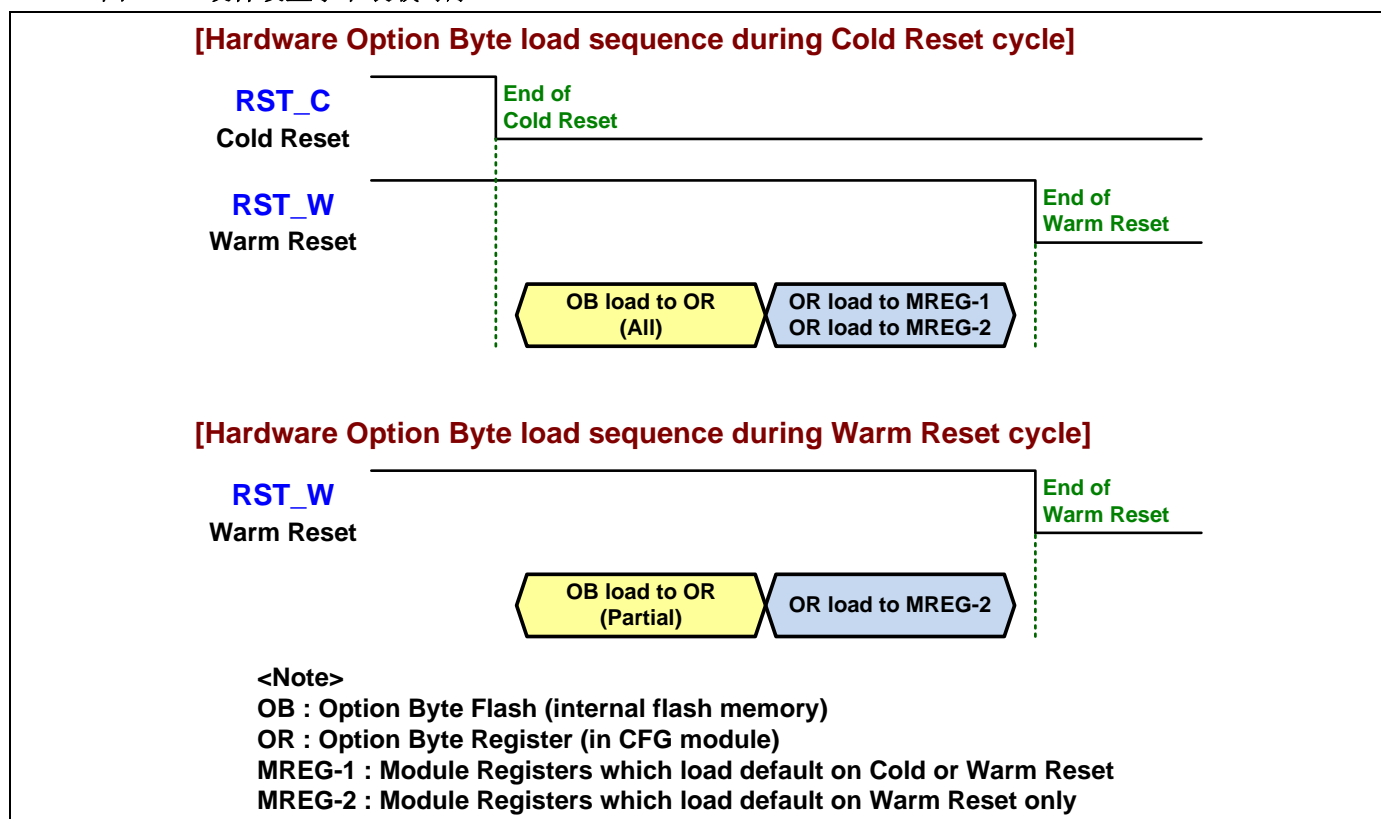 [Hardware Option Byte load sequence during Cold Reset cycle]
RST_C
Cold Reset
End of
Cold Reset
RST_W
Warm Reset
End of
Warm Reset
OB load to OR
(All)
OR load to MREG-1
OR load to MREG-2
[Hardware Option Byte load sequence during Warm Reset cycle]
RST_W
Warm Reset
End of
Warm Reset
OB load to OR
(Partial)
OR load to MREG-2
<Note>
OB : Option Byte Flash (internal flash memory)
OR : Option Byte Register (in CFG module)
MREG-1 : Module Registers which load default on Cold or Warm Reset
MREG-2 : Module Registers which load default on Warm Reset only